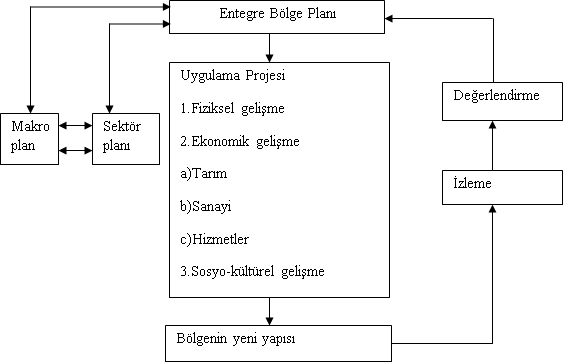 Entegre Bölge Planı
Uygulama Projesi
1.Fiziksel gelişme
2.Ekonomik gelişme
a)Tarım
b)Sanayi
c)Hizmetler
3.Sosyo-kültürel gelişme
Makro
plan
Sektör
planı
Değerlendirme
İzleme
Bölgenin yeni yapısı